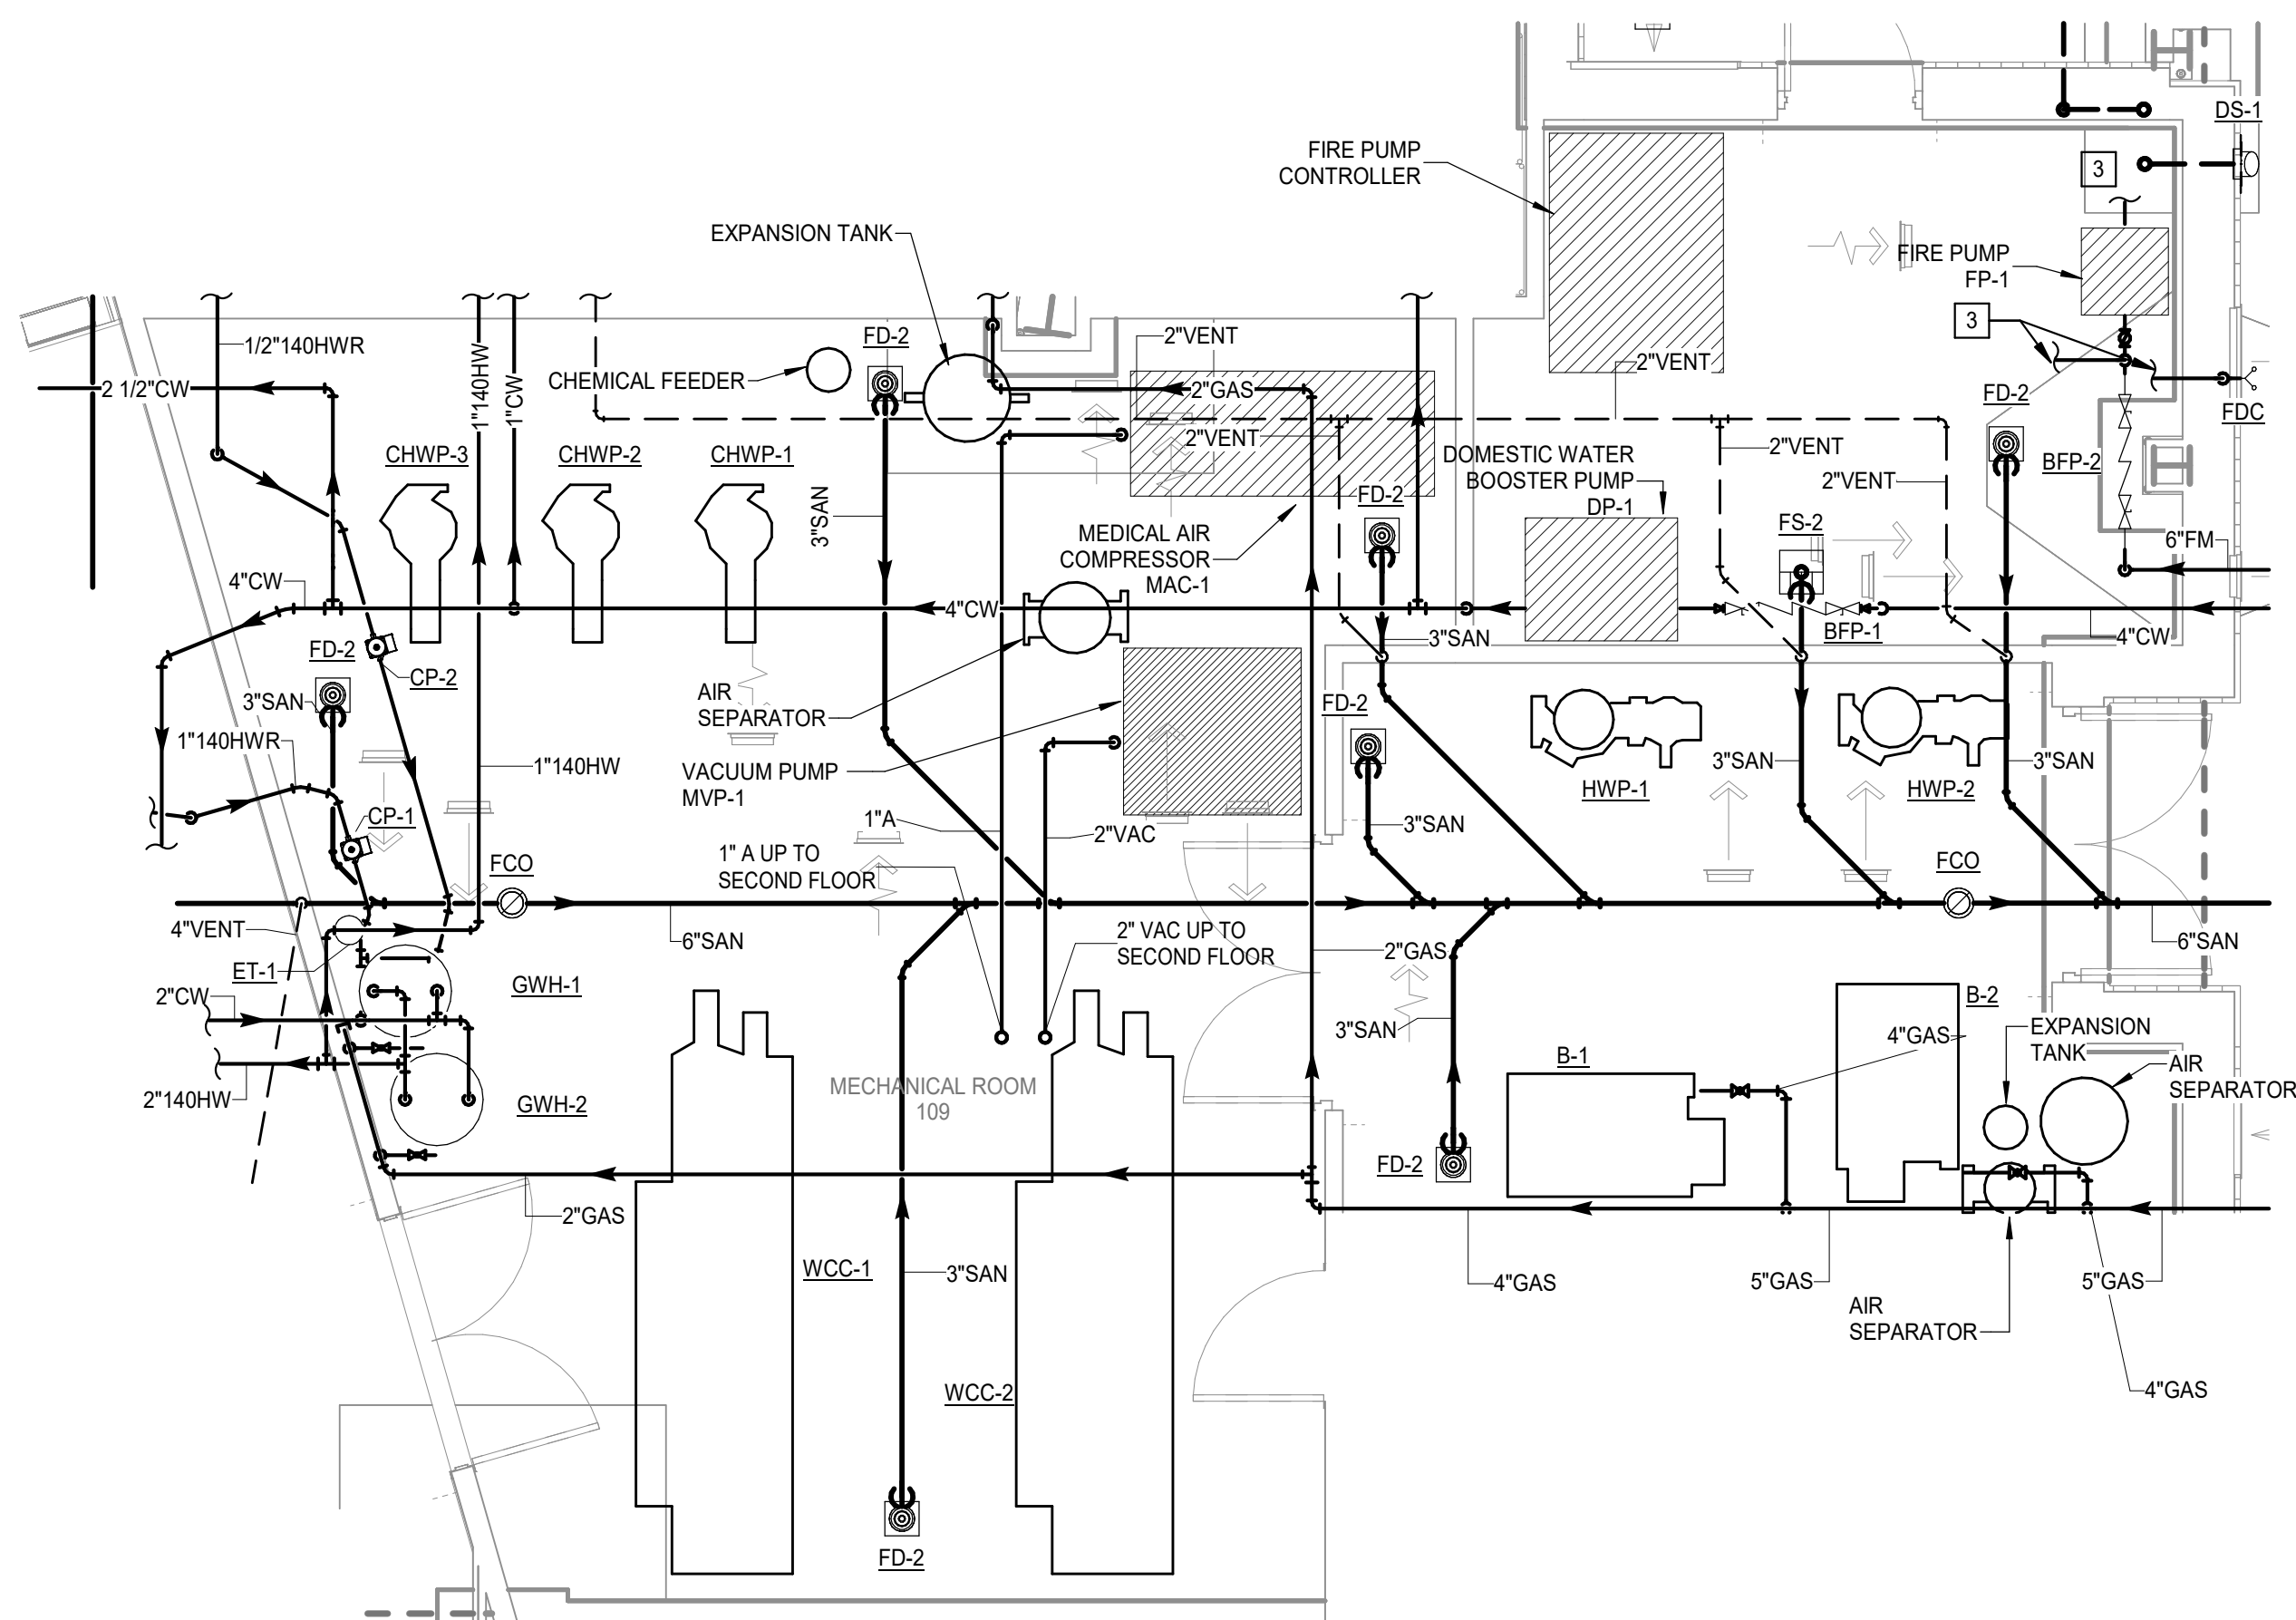 DS-1
FIRE PUMP
CONTROLLER
3
EXPANSION TANK
FIRE PUMP
FP-1
3
1/2"140HWR
FD-2
2"VENT
2"VENT
CHEMICAL FEEDER
2 1/2"CW
1"140HW
1"CW
2"GAS
FD-2
FDC
2"VENT
CHWP-3
CHWP-2
CHWP-1
DOMESTIC WATER
BOOSTER PUMP
DP-1
2"VENT
2"VENT
BFP-2
3"SAN
FD-2
FS-2
MEDICAL AIR
COMPRESSOR
MAC-1
6"FM
4"CW
4"CW
3"SAN
BFP-1
4"CW
FD-2
CP-2
3"SAN
AIR
SEPARATOR
FD-2
1"140HWR
1"140HW
VACUUM PUMP
MVP-1
3"SAN
3"SAN
HWP-1
HWP-2
CP-1
1"A
2"VAC
3"SAN
FCO
1" A UP TO
SECOND FLOOR
FCO
4"VENT
6"SAN
2" VAC UP TO
SECOND FLOOR
2"GAS
6"SAN
ET-1
GWH-1
2"CW
B-2
3"SAN
4"GAS
EXPANSION
TANK
B-1
AIR
SEPARATOR
MECHANICAL ROOM
109
2"140HW
GWH-2
FD-2
2"GAS
WCC-1
3"SAN
4"GAS
5"GAS
5"GAS
AIR
SEPARATOR
WCC-2
4"GAS
FD-2